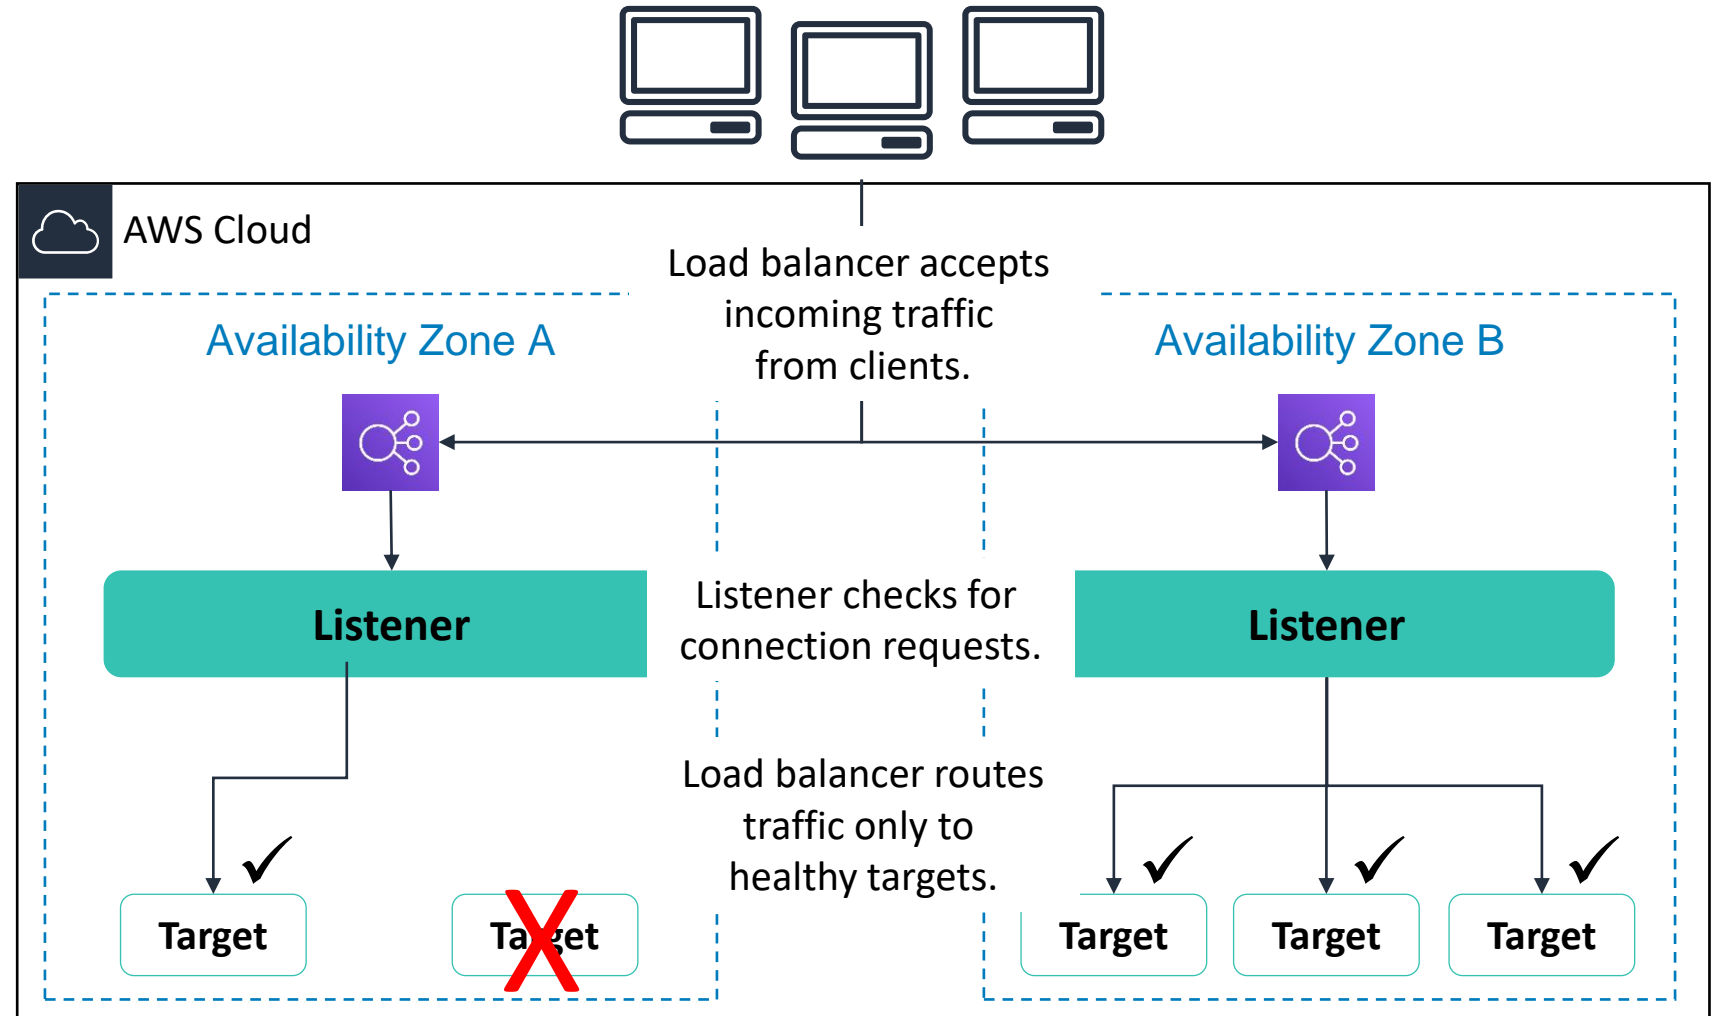 AWS Cloud
Load balancer accepts
incoming traffic
from clients.
Availability Zone A
Availability Zone B
Listener checks for
connection requests.
Listener
Listener
Load balancer routes
traffic only to
healthy targets.
Target
Target
X
Target
Target
Target